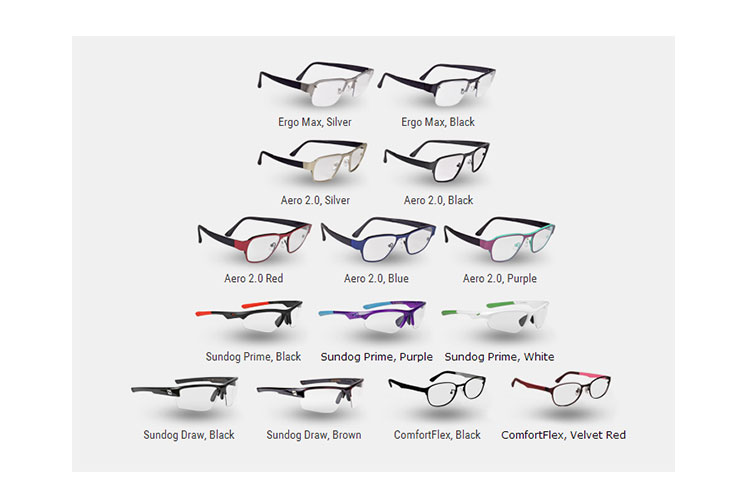 Ergo Max, Silver
Ergo Max, Black
Aero 2.0, Silver
Aero 2.0, Black
Aero 2.0 Red
Aero 2.0, Blue
Aero 2.0, Purple
Sundog Prime, Black
Sundog Prime, Purple
Sundog Prime, White
Sundog Draw, Black
Sundog Draw, Brown
ComfortFlex, Black
ComfortFlex, Velvet Red